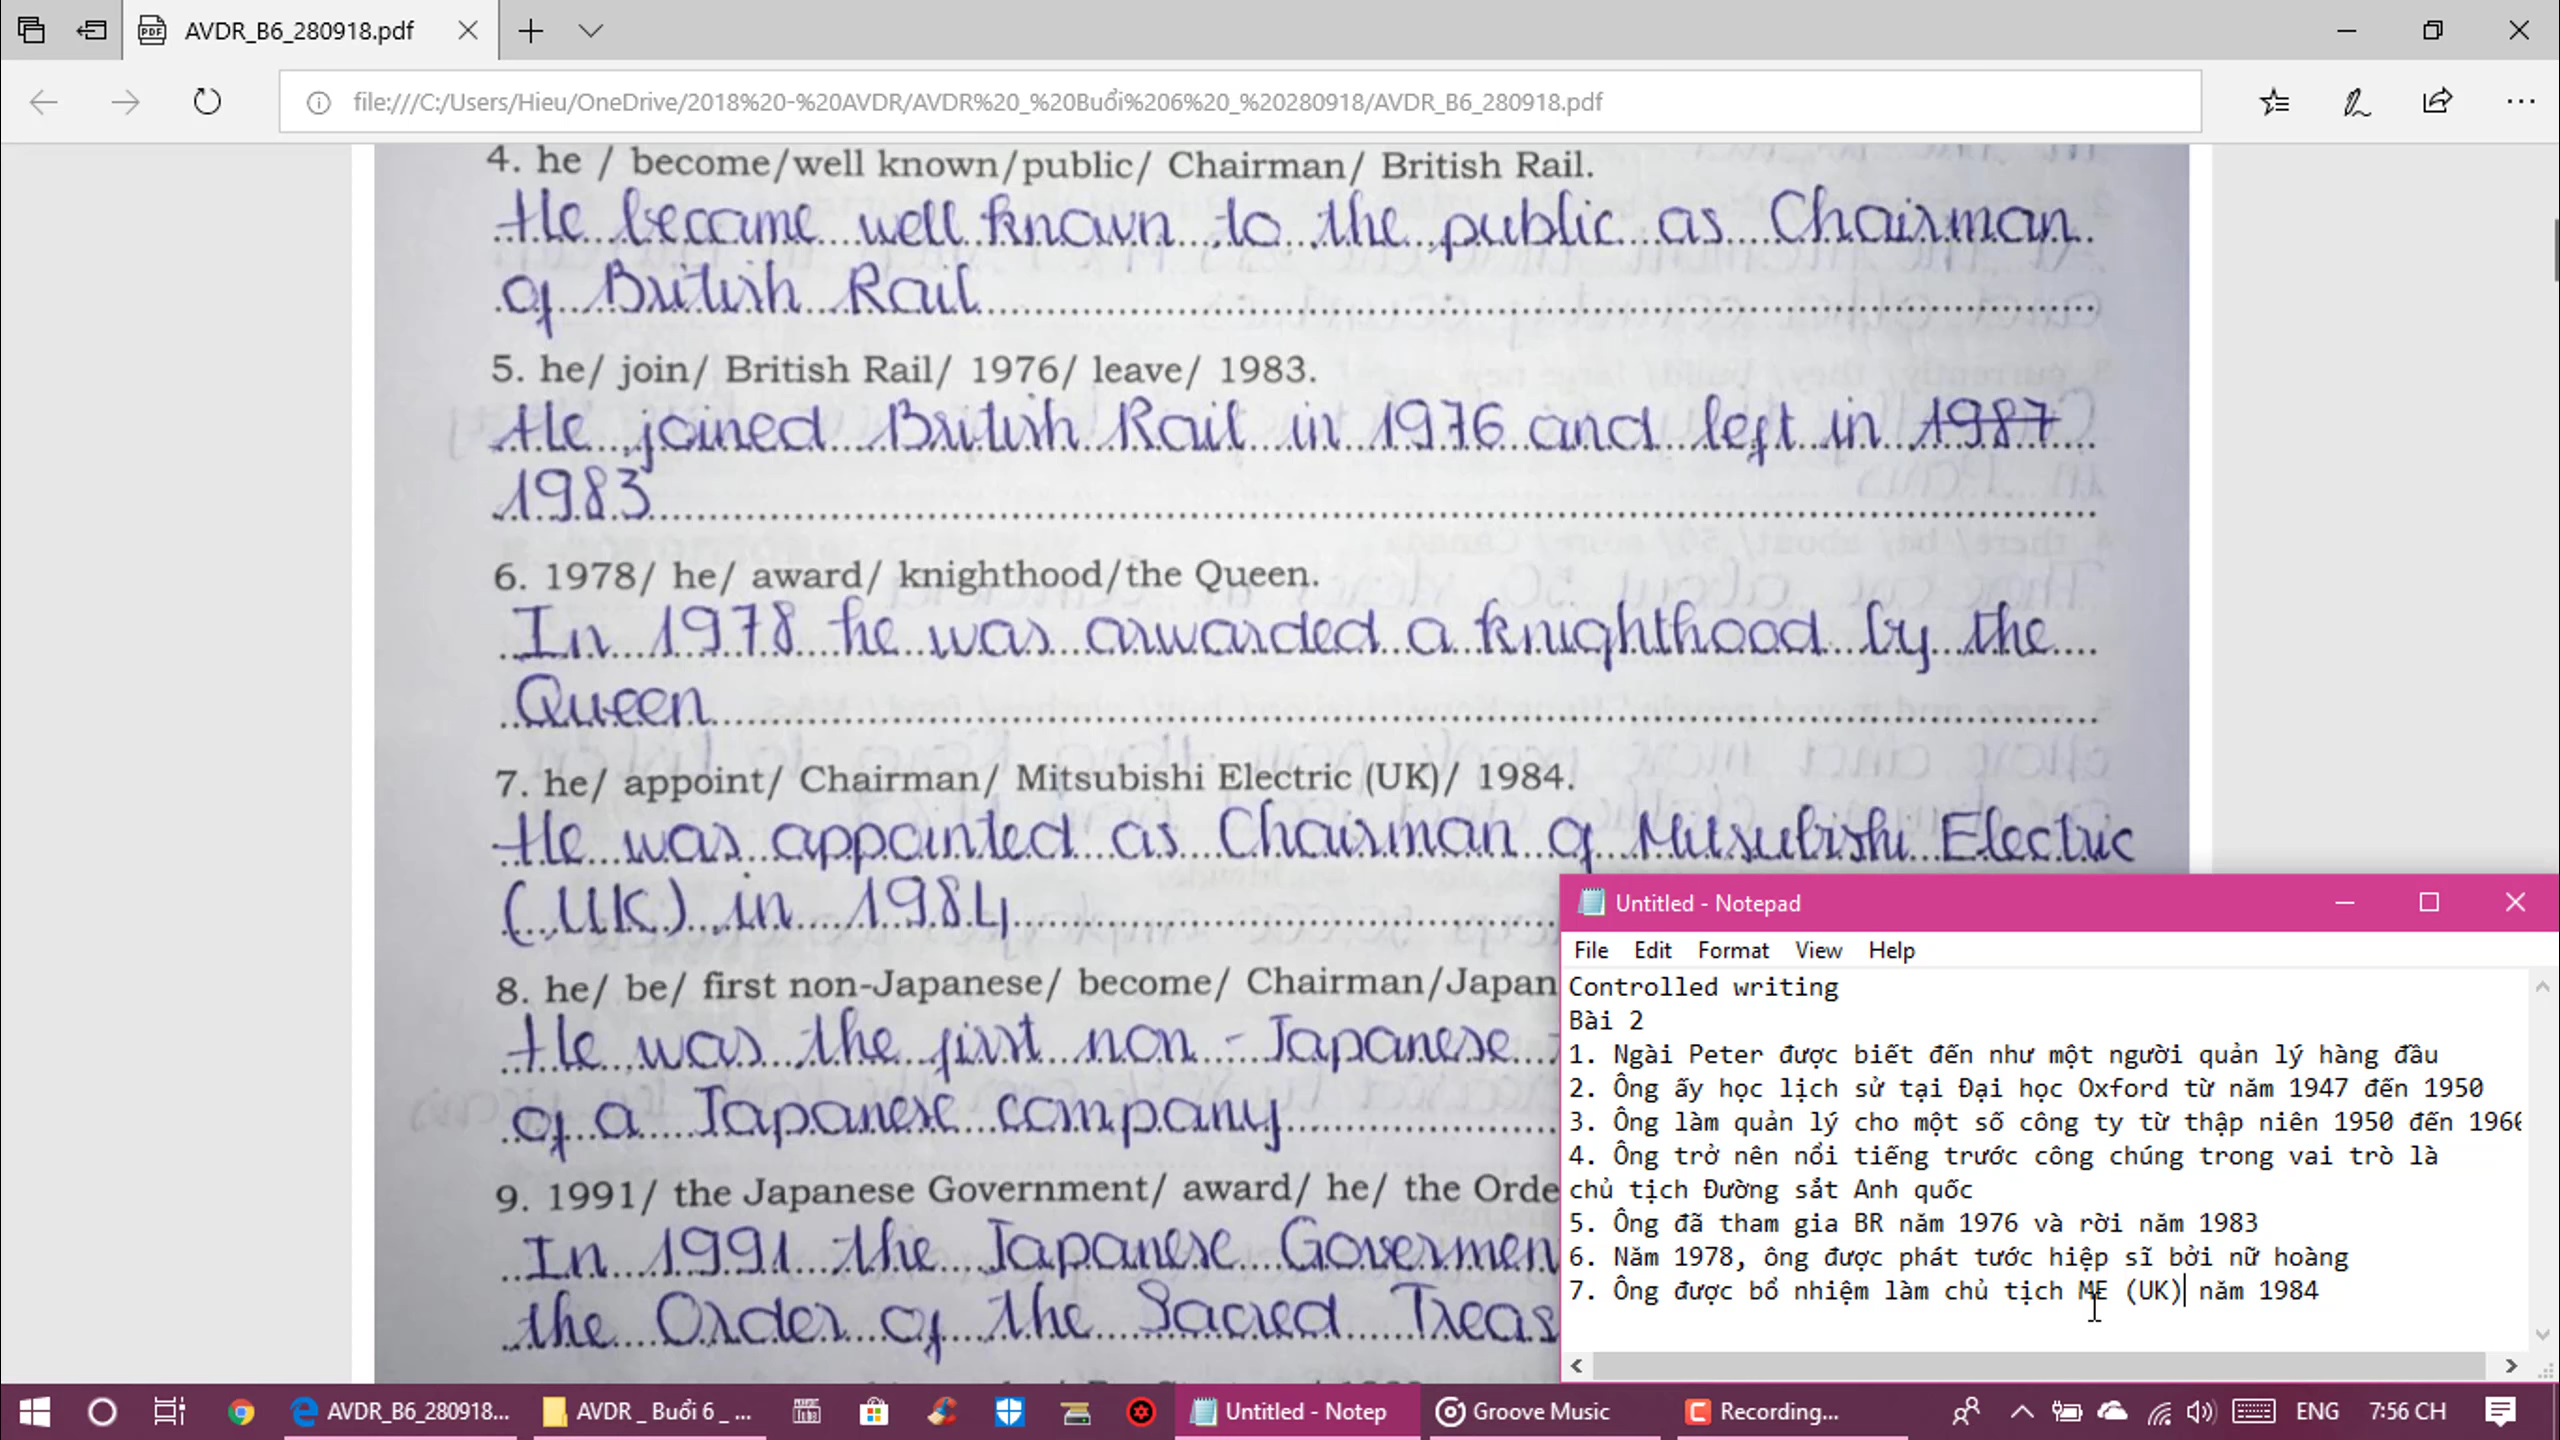 AVDR_B6_280918.pdf
file:///C:/Users/Hieu/OneDrive/2018%20-%20AVDR/AVDR%20_%20Buổi%206%20_%20280918/AVDR_B6_280918.pdf
4. he / become/well known/public/ Chairman/ British Rail.
He became well known to the public as Chairman
of British Rail
5. he/ join/ British Rail/ 1976/ leave/ 1983.
He joined British Rail in 1976 and left in 1987
1983
6. 1978/ he/ award/ knighthood/the Queen.
In 1978 he was arwarded a knighthood by the
Queen
7. he/ appoint/ Chairman/ Mitsubishi Electric (UK)/ 1984.
He was appointed as Chairman of Mitsubishi Electric
(UK) in 1984
8. he/ be/ first non-Japanese/ become/ Chairman/Japan
He was the first non - Japanese
of a Japanese company
9. 1991/ the Japanese Government/ award/ he/ the Orde
In 1991 the Japanese Govermen
the Order of the Sacred Treas
Untitled - Notepad
File Edit Format View Help
Controlled writing
Bài 2
1. Ngài Peter được biết đến như một người quản lý hàng đầu
2. Ông ấy học lịch sử tại Đại học Oxford từ năm 1947 đến 1950
3. Ông làm quản lý cho một số công ty từ thập niên 1950 đến 1960
4. Ông trở nên nổi tiếng trước công chúng trong vai trò là
chủ tịch Đường sắt Anh quốc
5. Ông đã tham gia BR năm 1976 và rời năm 1983
6. Năm 1978, ông được phát tước hiệp sĩ bởi nữ hoàng
7. Ông được bổ nhiệm làm chủ tịch ME (UK) năm 1984
AVDR_B6_280918... AVDR _ Buổi 6 _ ... Untitled - Notep Groove Music Recording... ENG 7:56 CH